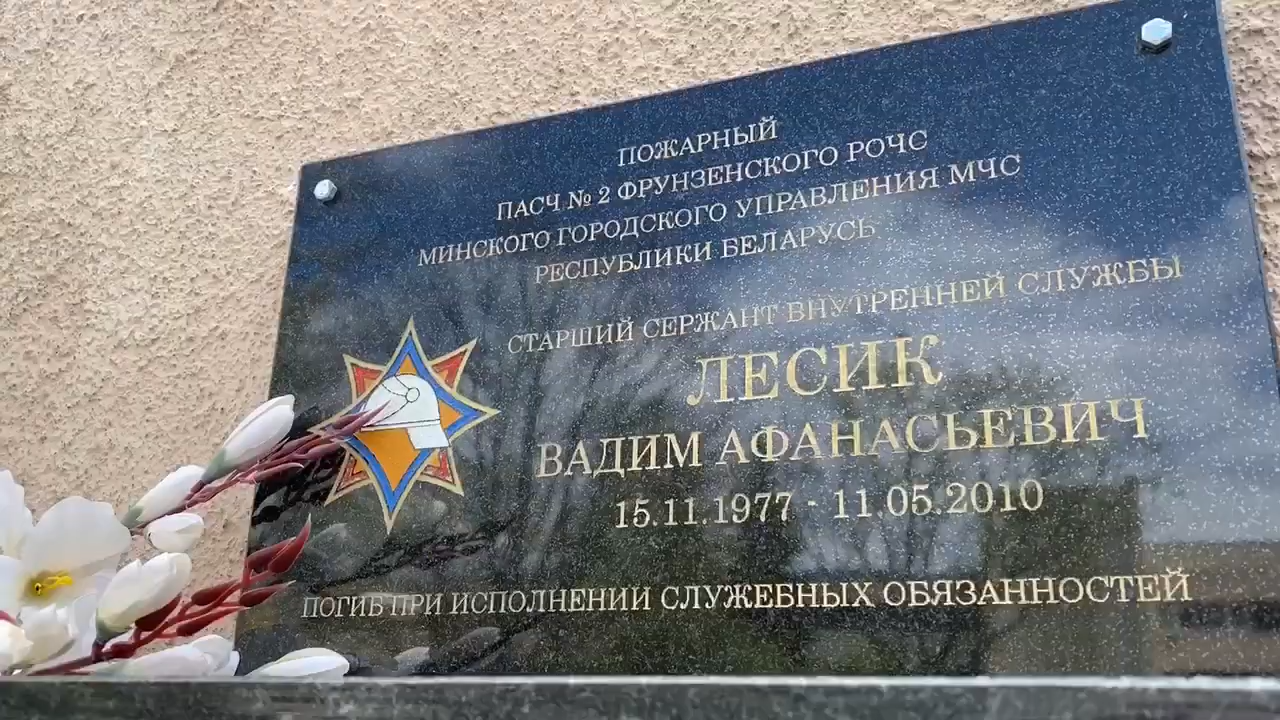 ПОЖАРНЫЙ
ПАСЧ № 2 ФРУНЗЕНСКОГО РОЧС
МИНСКОГО ГОРОДСКОГО УПРАВЛЕНИЯ МЧС
РЕСПУБЛИКИ БЕЛАРУСЬ
СТАРШИЙ СЕРЖАНТ ВНУТРЕННЕЙ СЛУЖБЫ
ЛЕСИК
ВАДИМ АФАНАСЬЕВИЧ
15.11.1977 - 11.05.2010
ПОГИБ ПРИ ИСПОЛНЕНИИ СЛУЖЕБНЫХ ОБЯЗАННОСТЕЙ